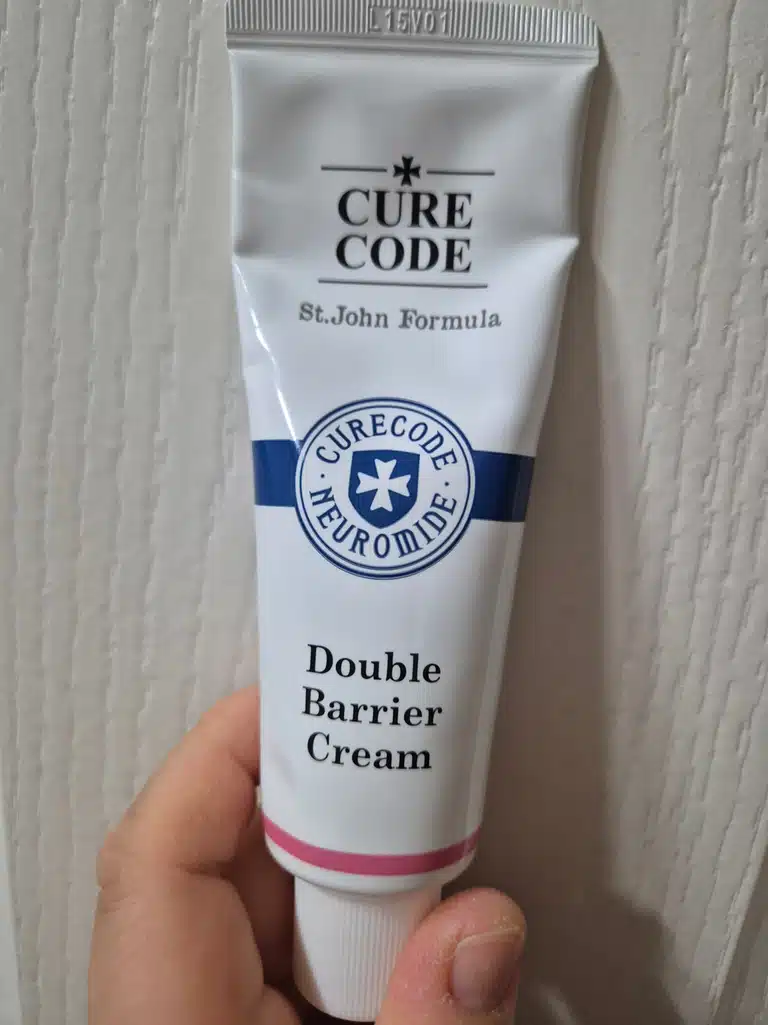 L15V01
CURE
CODE
St.John Formula
CURECODE
NEUROMIDE
Double
Barrier
Cream